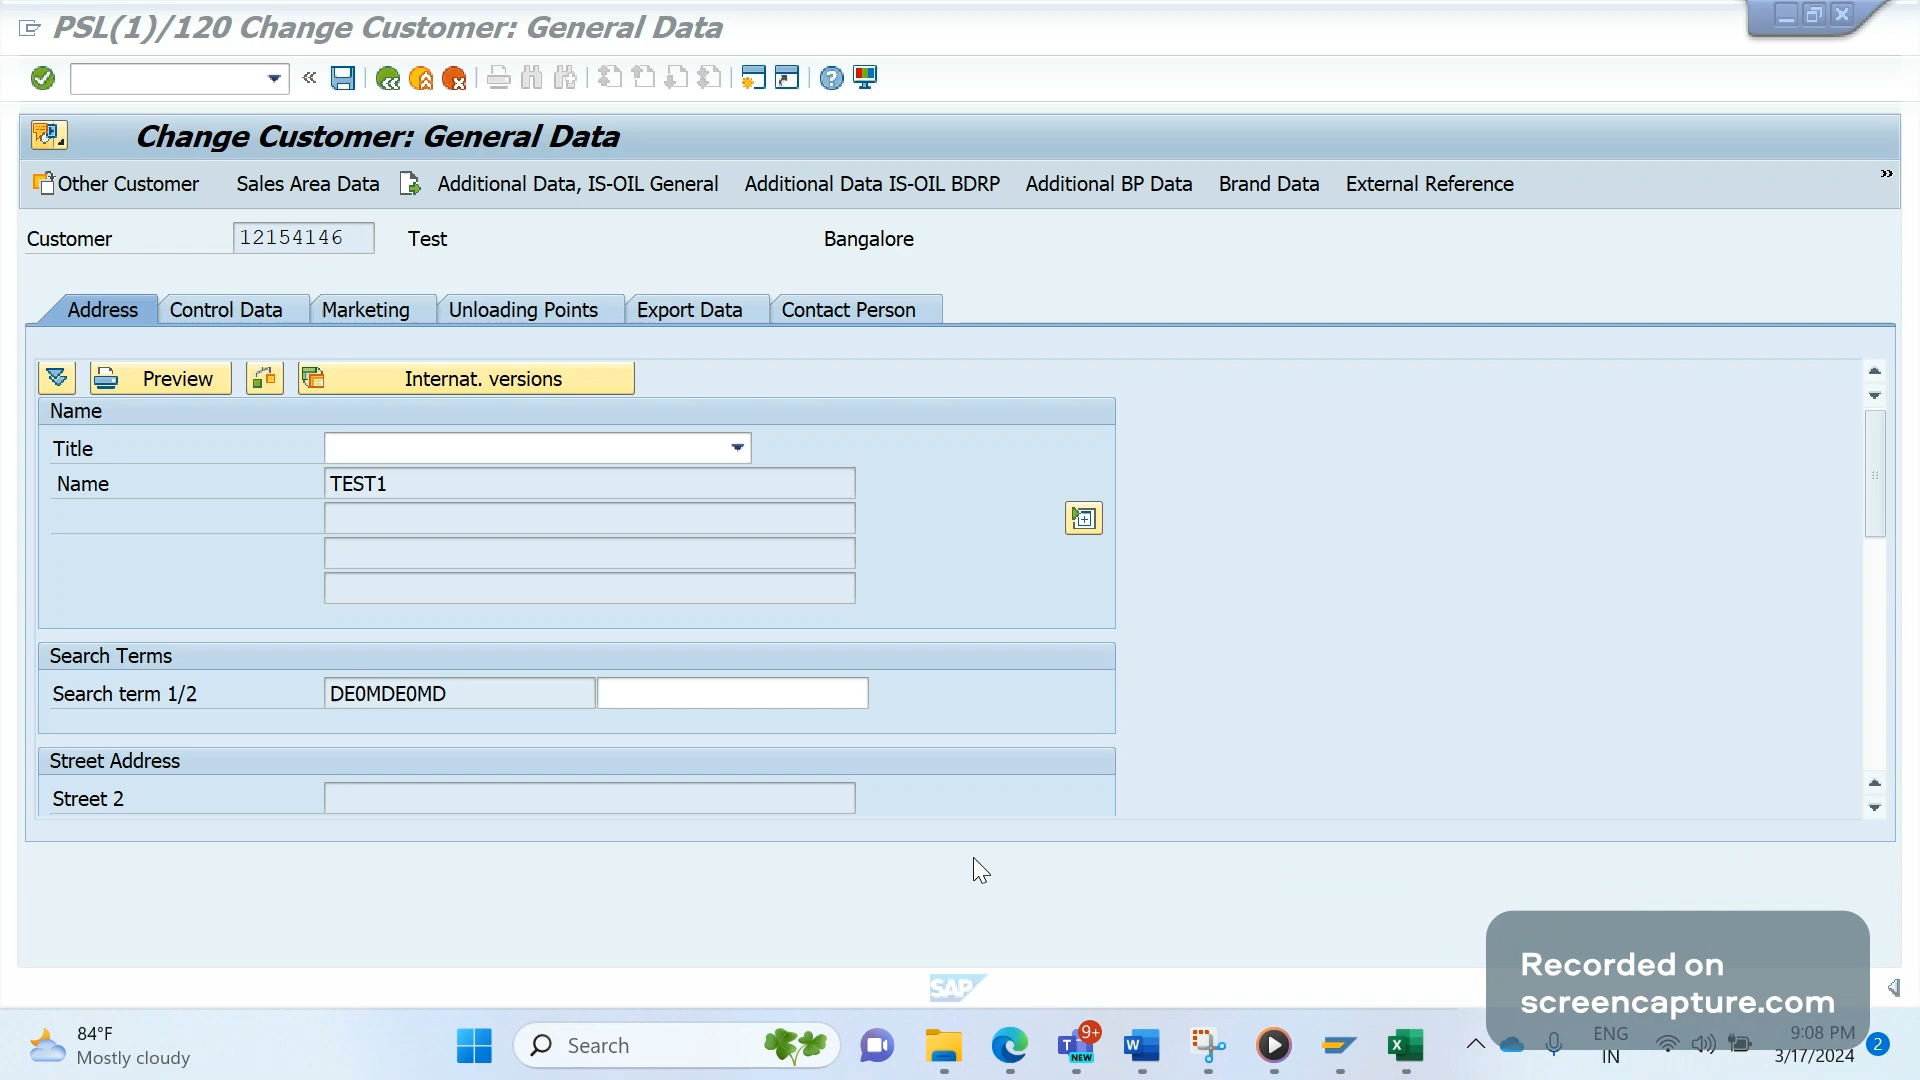 PSL(1)/120 Change Customer: General Data
Change Customer: General Data
Other Customer Sales Area Data Additional Data, IS-OIL General Additional Data IS-OIL BDRP Additional BP Data Brand Data External Reference
Customer 12154146 Test Bangalore
Address Control Data Marketing Unloading Points Export Data Contact Person
Preview Internat. versions
Name
Title
Name TEST1
Search Terms
Search term 1/2 DE0MDE0MD
Street Address
Street 2
Recorded on
screencapture.com
SAP
84°F
Mostly cloudy
Search
9+
T
NEW
W
X
ENG
IN
9:08 PM
3/17/2024
2